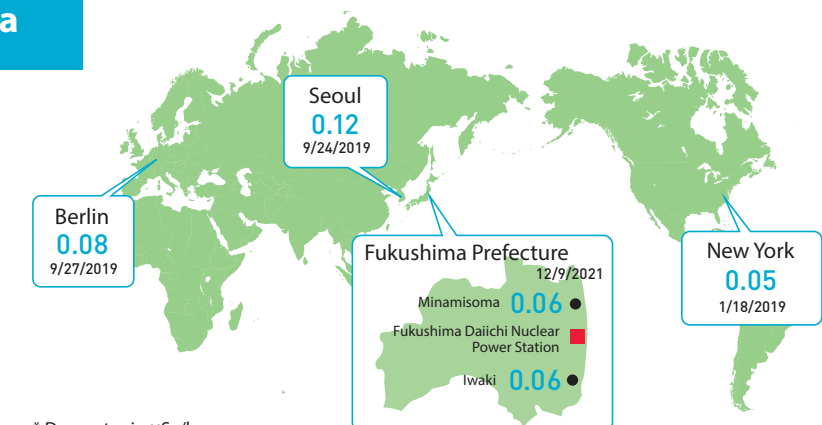 a
Seoul
0.12
9/24/2019
Berlin
0.08
9/27/2019
Fukushima Prefecture
12/9/2021
Minamisoma 0.06
Fukushima Daiichi Nuclear
Power Station
Iwaki 0.06
New York
0.05
1/18/2019